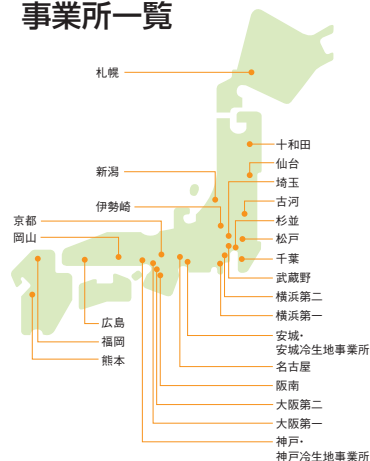 事業所一覧
札幌
新潟
伊勢崎
京都
岡山
十和田
仙台
埼玉
古河
杉並
松戸
千葉
武蔵野
横浜第二
横浜第一
安城・
安城冷生地事業所
名古屋
阪南
大阪第二
大阪第一
神戸・
神戸冷生地事業所
広島
福岡
熊本